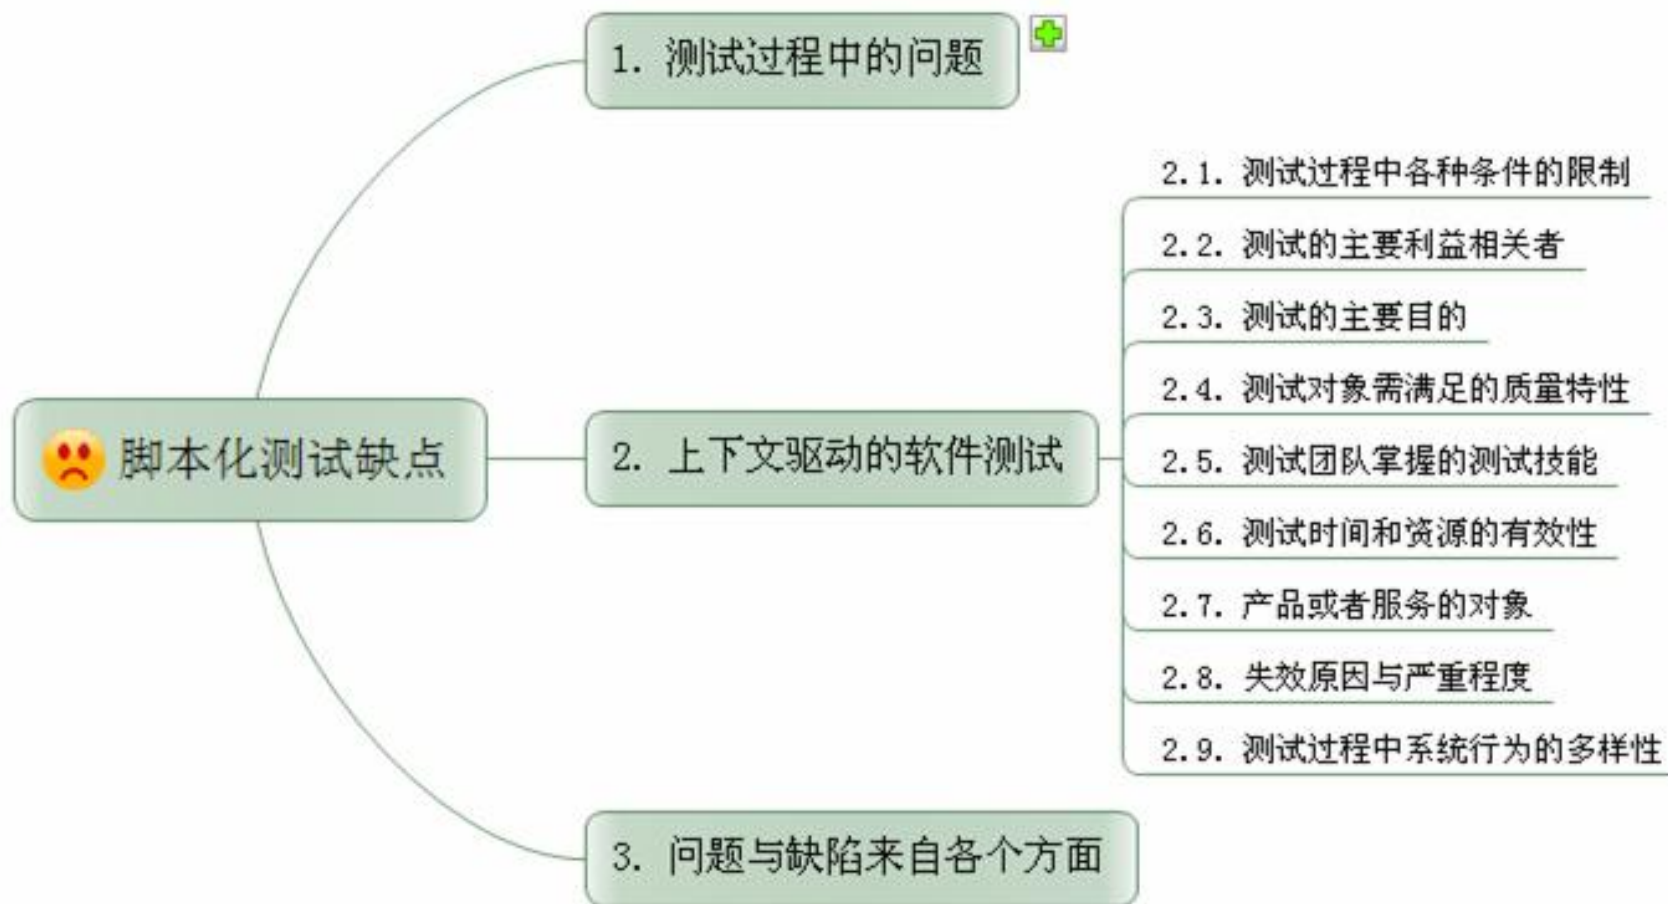 1. 测试过程中的问题
脚本化测试缺点
2. 上下文驱动的软件测试
2.1. 测试过程中各种条件的限制
2.2. 测试的主要利益相关者
2.3. 测试的主要目的
2.4. 测试对象需满足的质量特性
2.5. 测试团队掌握的测试技能
2.6. 测试时间和资源的有效性
2.7. 产品或者服务的对象
2.8. 失效原因与严重程度
2.9. 测试过程中系统行为的多样性
3. 问题与缺陷来自各个方面